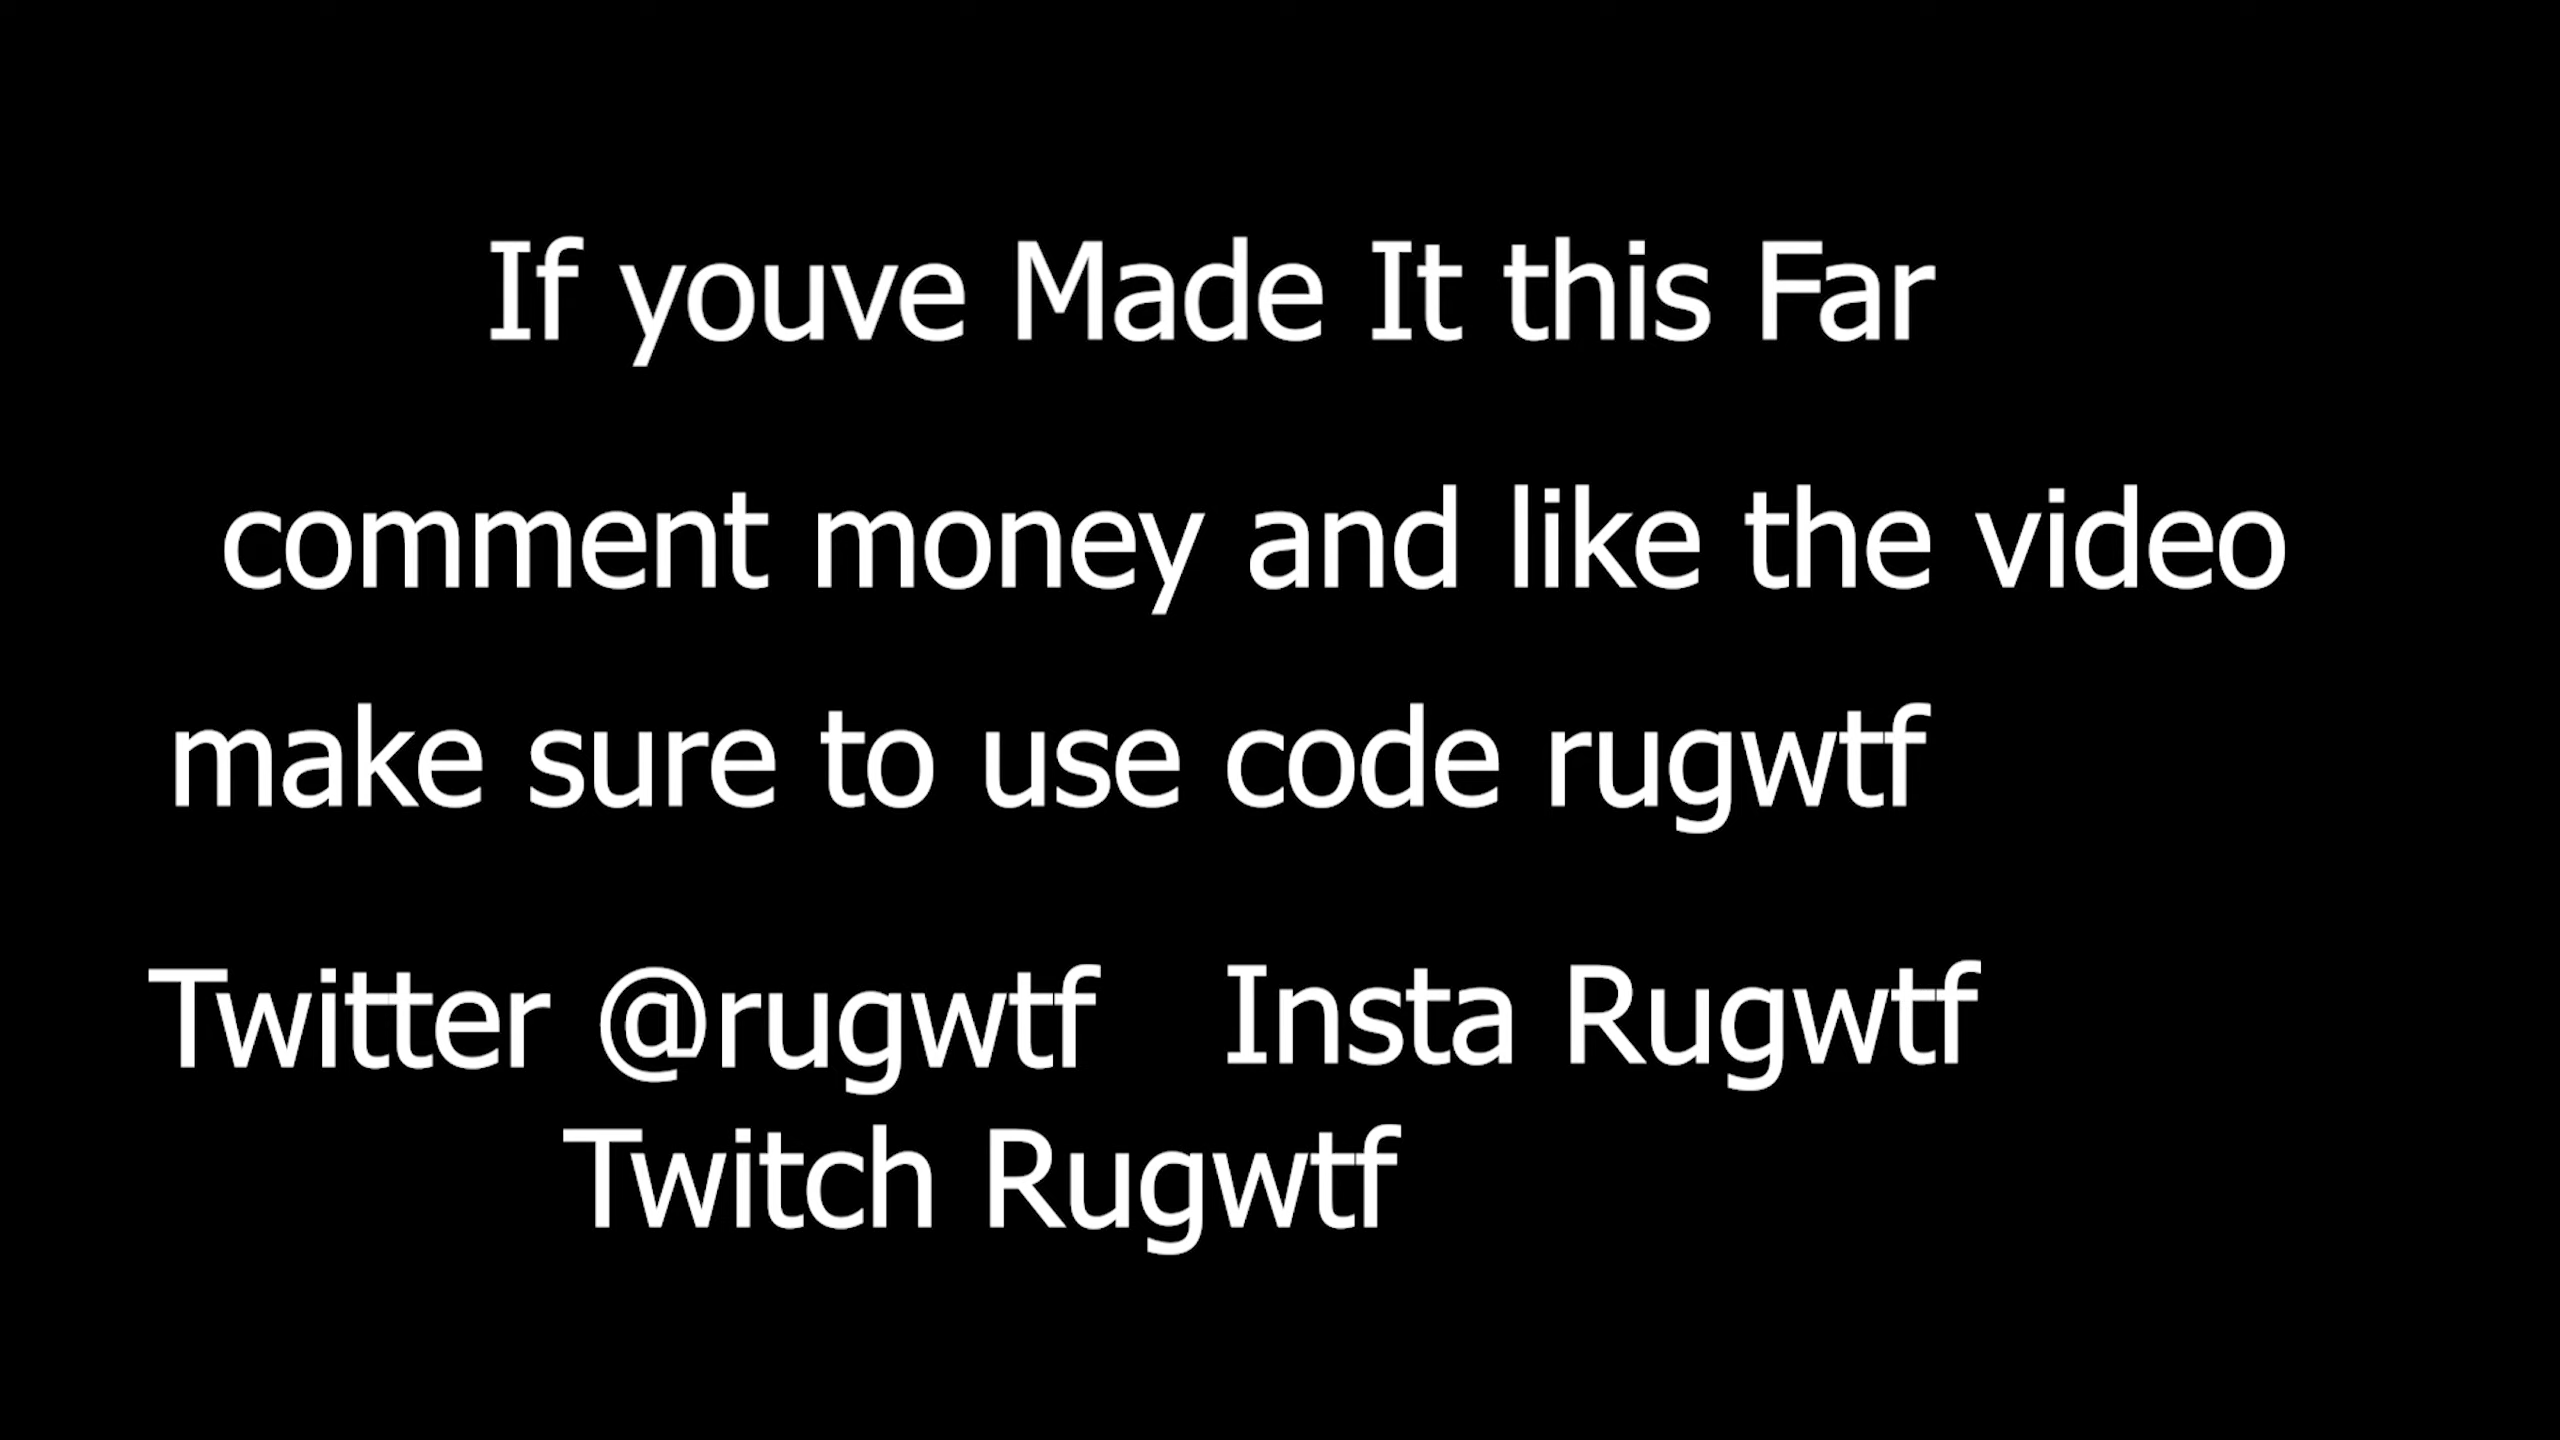 If youve Made It this Far
comment money and like the video
make sure to use code rugwtf
Twitter @rugwtf Insta Rugwtf
Twitch Rugwtf